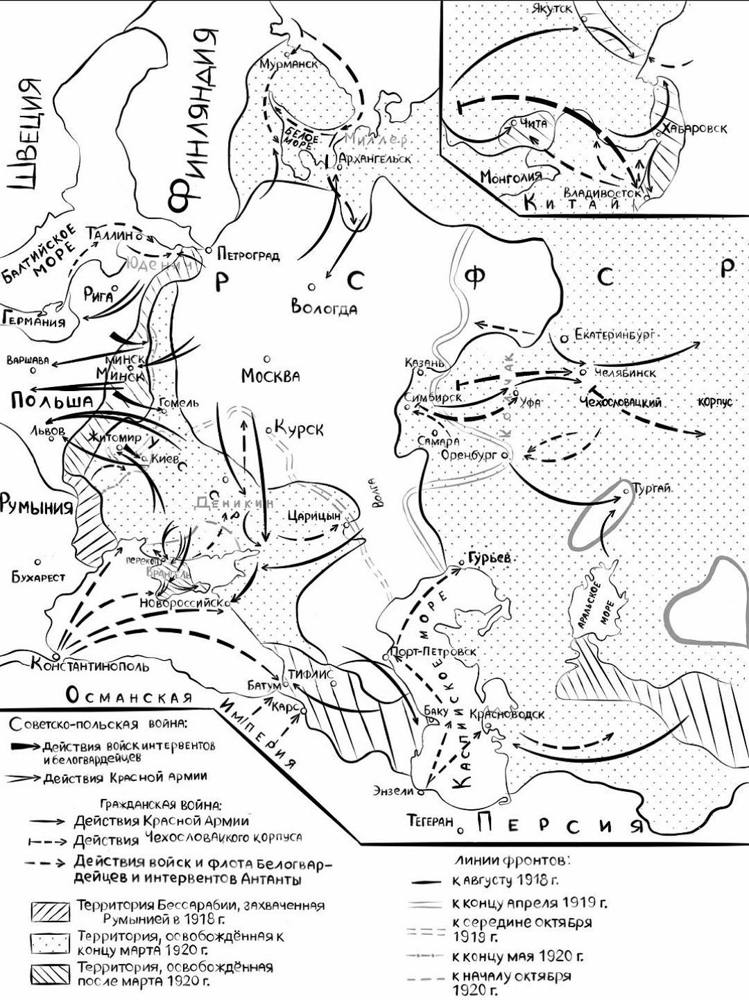 Якутск
Чита
Хабаровск
Монголия
Владивосток
Китай
Швеция
Финляндия
Мурманск
Белое
море
Миллер
Архангельск
Таллин
Балтийское
море
Юденич
Петроград
Р С Ф С Р
Рига
Германия
Вологда
Екатеринбург
Варшава
Минск
Минск
Москва
Казань
Колчак
Челябинск
Польша
Гомель
Симбирск
Уфа
Чехословацкий корпус
Львов
Житомир
Курск
Самара
Киев
Оренбург
У С С Р
Деникин
Волга
Тургай
Румыния
Царицын
Перекоп
Врангель
Гурьев
Бухарест
Новороссийск
Аральское
море
Константинополь
Порт-Петровск
Каспийское море
Батум
Тифлис
Карс
Баку
Красноводск
Османская
Империя
Энзели
Тегеран
Персия
Советско-польская война:
Действия войск интервентов
и белогвардейцев
Действия Красной Армии
Гражданская война:
Действия Красной Армии
Действия Чехословацкого корпуса
Действия войск и флота Белогвар-
дейцев и интервентов Антанты
Территория Бессарабии, захваченная
Румынией в 1918 г.
Территория, освобождённая к
концу марта 1920 г.
Территория, освобождённая
после марта 1920 г.
линии фронтов:
к августу 1918 г.
к концу апреля 1919 г.
к середине октября
1919 г.
к концу мая 1920 г.
к началу октября
1920 г.